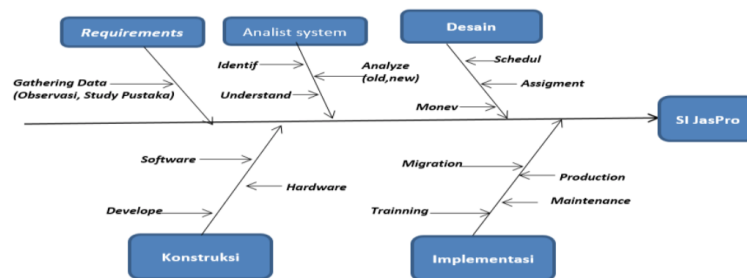 Requirements
Analist system
Desain
Gathering Data
(Observasi, Study Pustaka)
Identif
Understand
Analyze
(old,new)
Schedul
Assigment
Monev
SI JasPro
Software
Hardware
Develope
Konstruksi
Migration
Production
Maintenance
Trainning
Implementasi